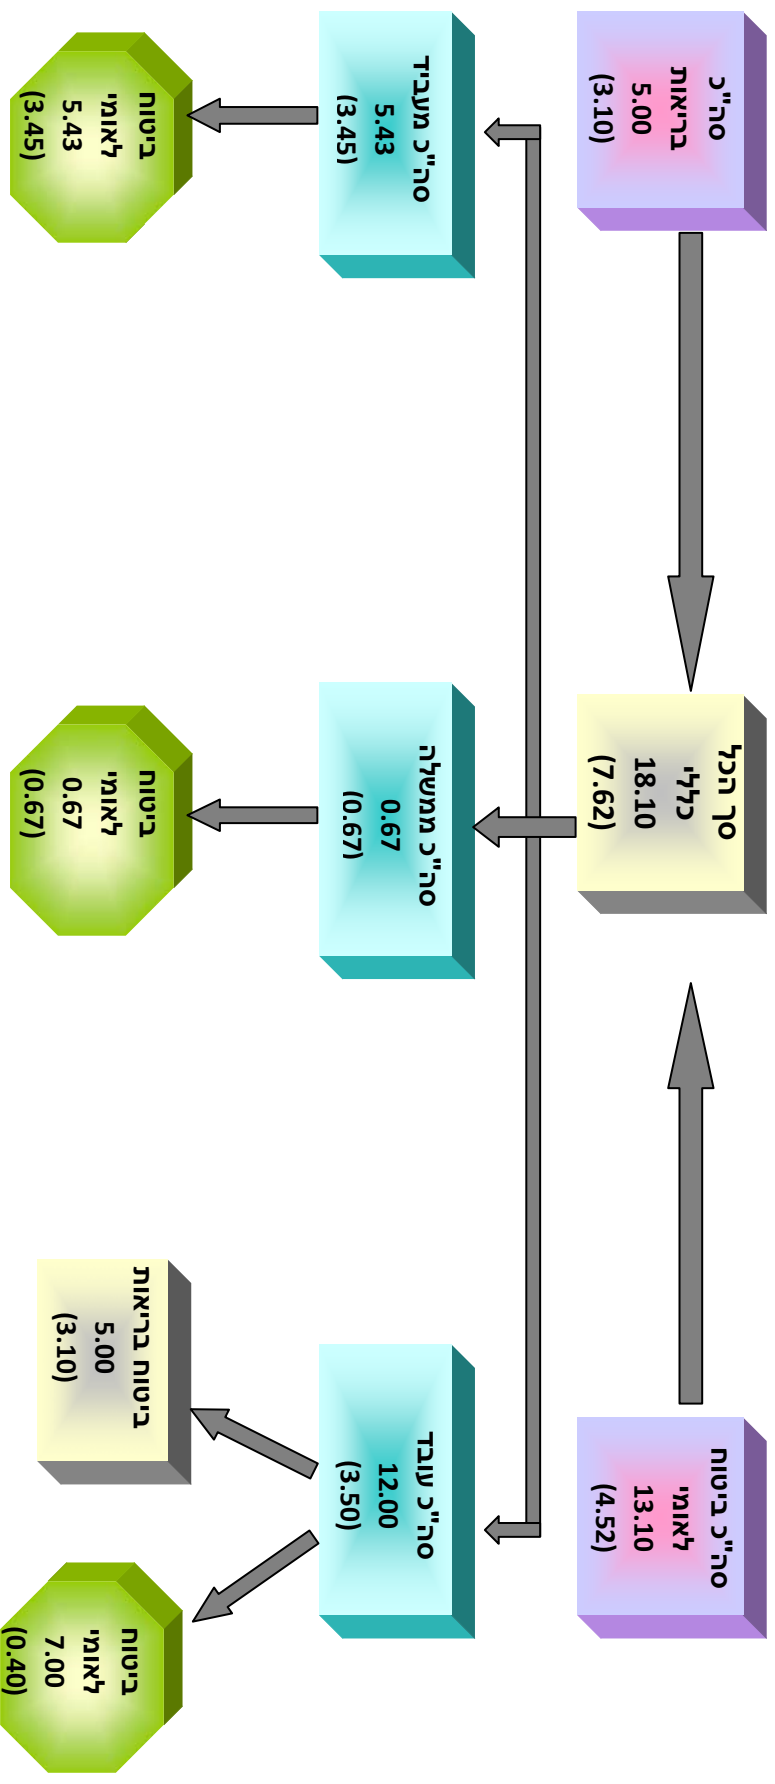 סה"כ ביטוח
לאומי
13.10
(4.52)
סך הכל
כללי
18.10
(7.62)
סה"כ
בריאות
5.00
(3.10)
סה"כ עובד
12.00
(3.50)
סה"כ ממשלה
0.67
(0.67)
סה"כ מעביד
5.43
(3.45)
ביטוח
לאומי
7.00
(0.40)
ביטוח בריאות
5.00
(3.10)
ביטוח
לאומי
0.67
(0.67)
ביטוח
לאומי
5.43
(3.45)